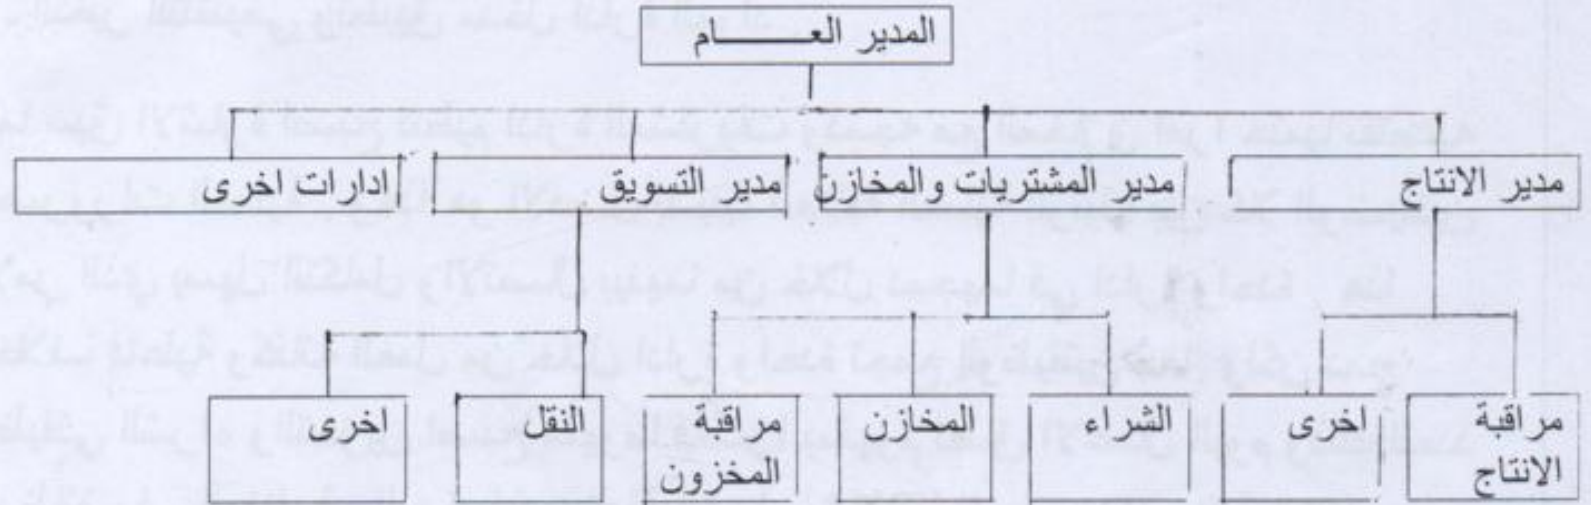 المدير العـــــام
مدير الانتاج
مدير المشتريات والمخازن
مدير التسويق
إدارات اخرى
مراقبة
الانتاج
اخرى
الشراء
المخازن
مراقبة
المخزون
النقل
اخرى